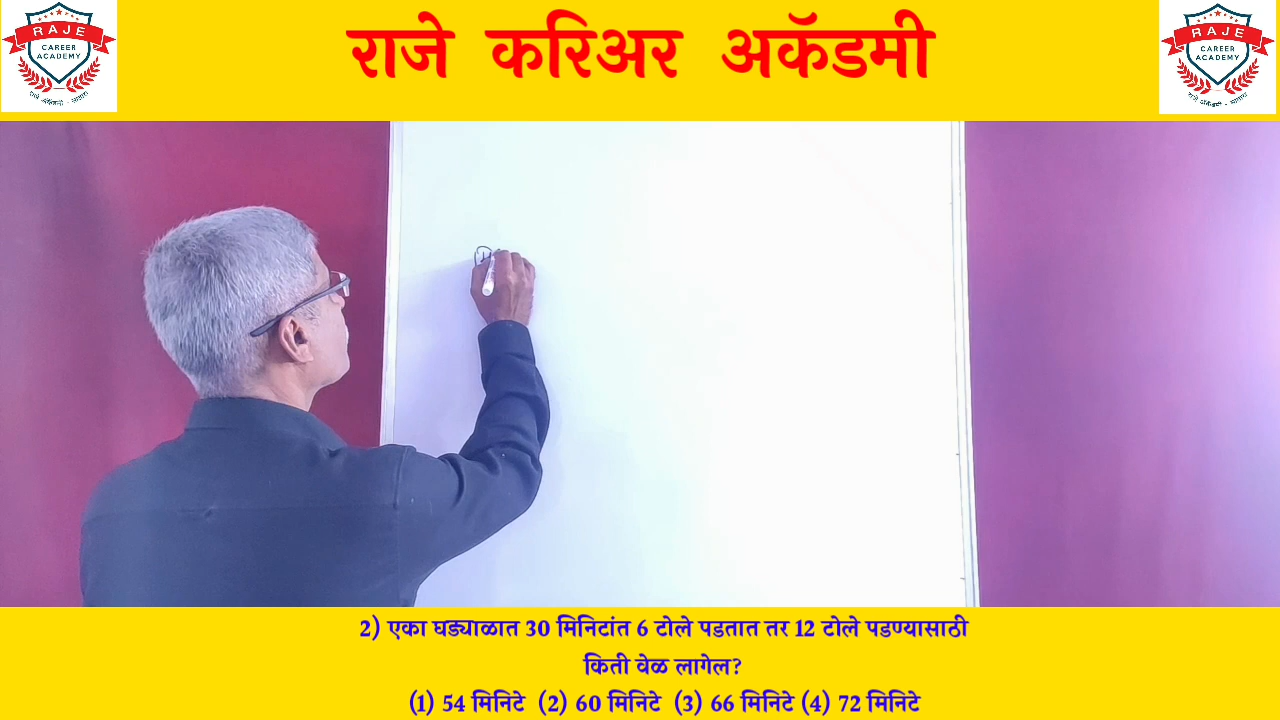 RAJE
CAREER
ACADEMY
राजे करिअर अकॅडमी
RAJE
CAREER
ACADEMY
2) एका घड्याळात 30 मिनिटांत 6 टोले पडतात तर 12 टोले पडण्यासाठी
किती वेळ लागेल?
(1) 54 मिनिटे (2) 60 मिनिटे (3) 66 मिनिटे (4) 72 मिनिटे